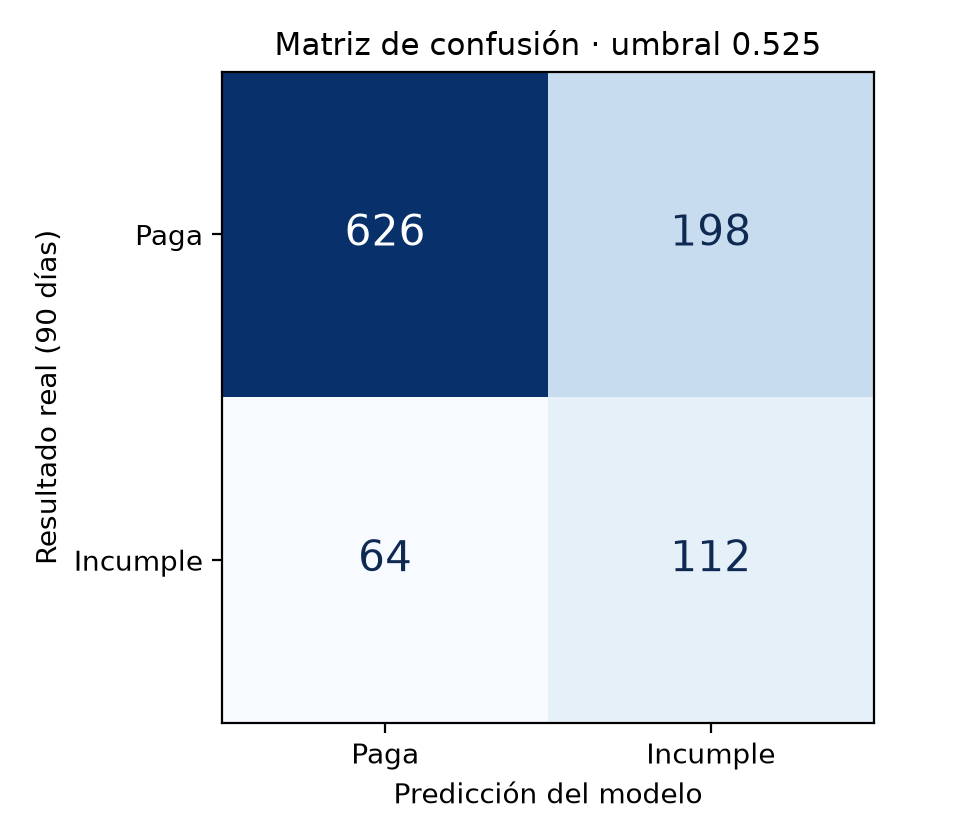 Matriz de confusión · umbral 0.525
Resultado real (90 días)
Paga
626
198
Incumple
64
112
Paga
Incumple
Predicción del modelo